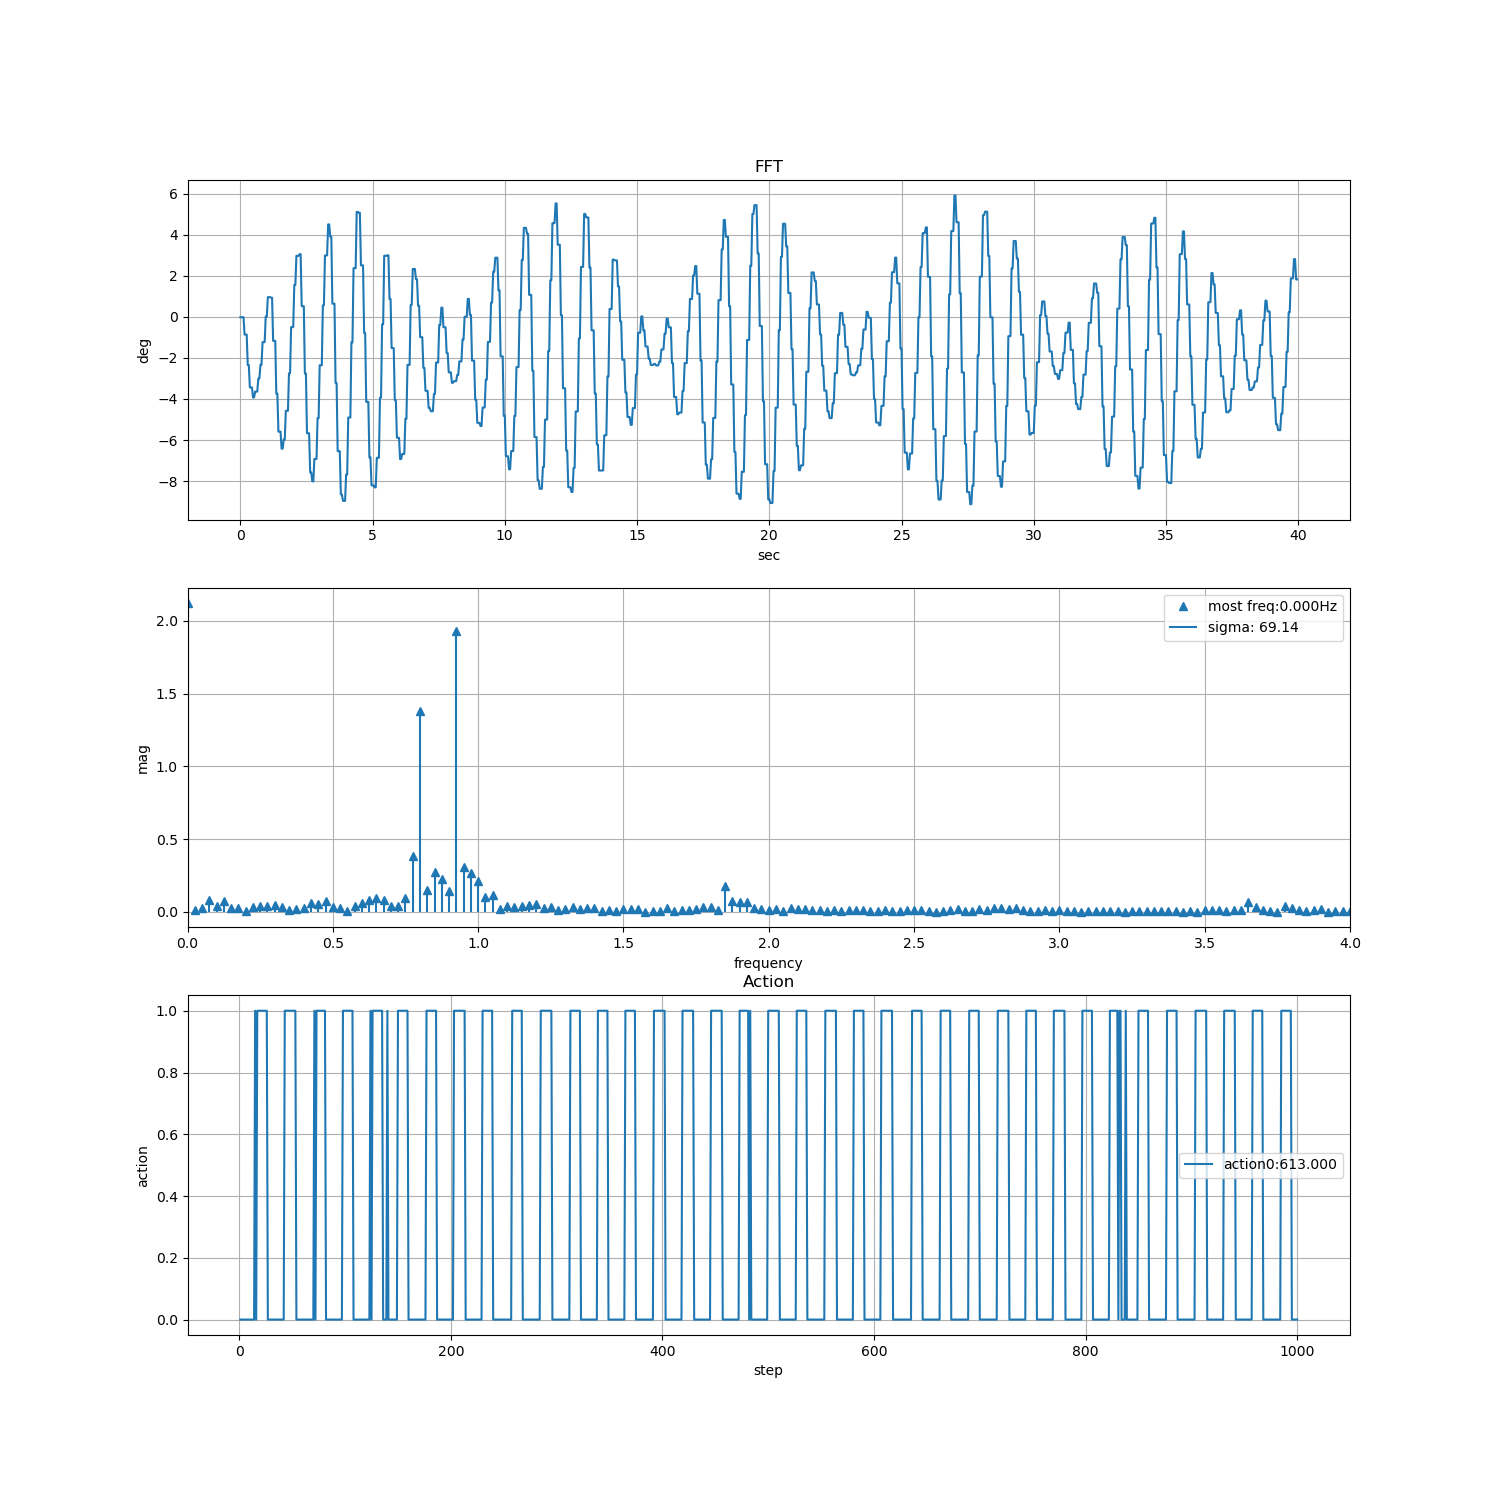 FFT
6
4
2
0
−2
−4
−6
−8
deg
0 5 10 15 20 25 30 35 40
sec
2.0
1.5
1.0
0.5
0.0
mag
most freq:0.000Hz
sigma: 69.14
0.0 0.5 1.0 1.5 2.0 2.5 3.0 3.5 4.0
frequency
Action
1.0
0.8
0.6
0.4
0.2
0.0
action
action0:613.000
0 200 400 600 800 1000
step